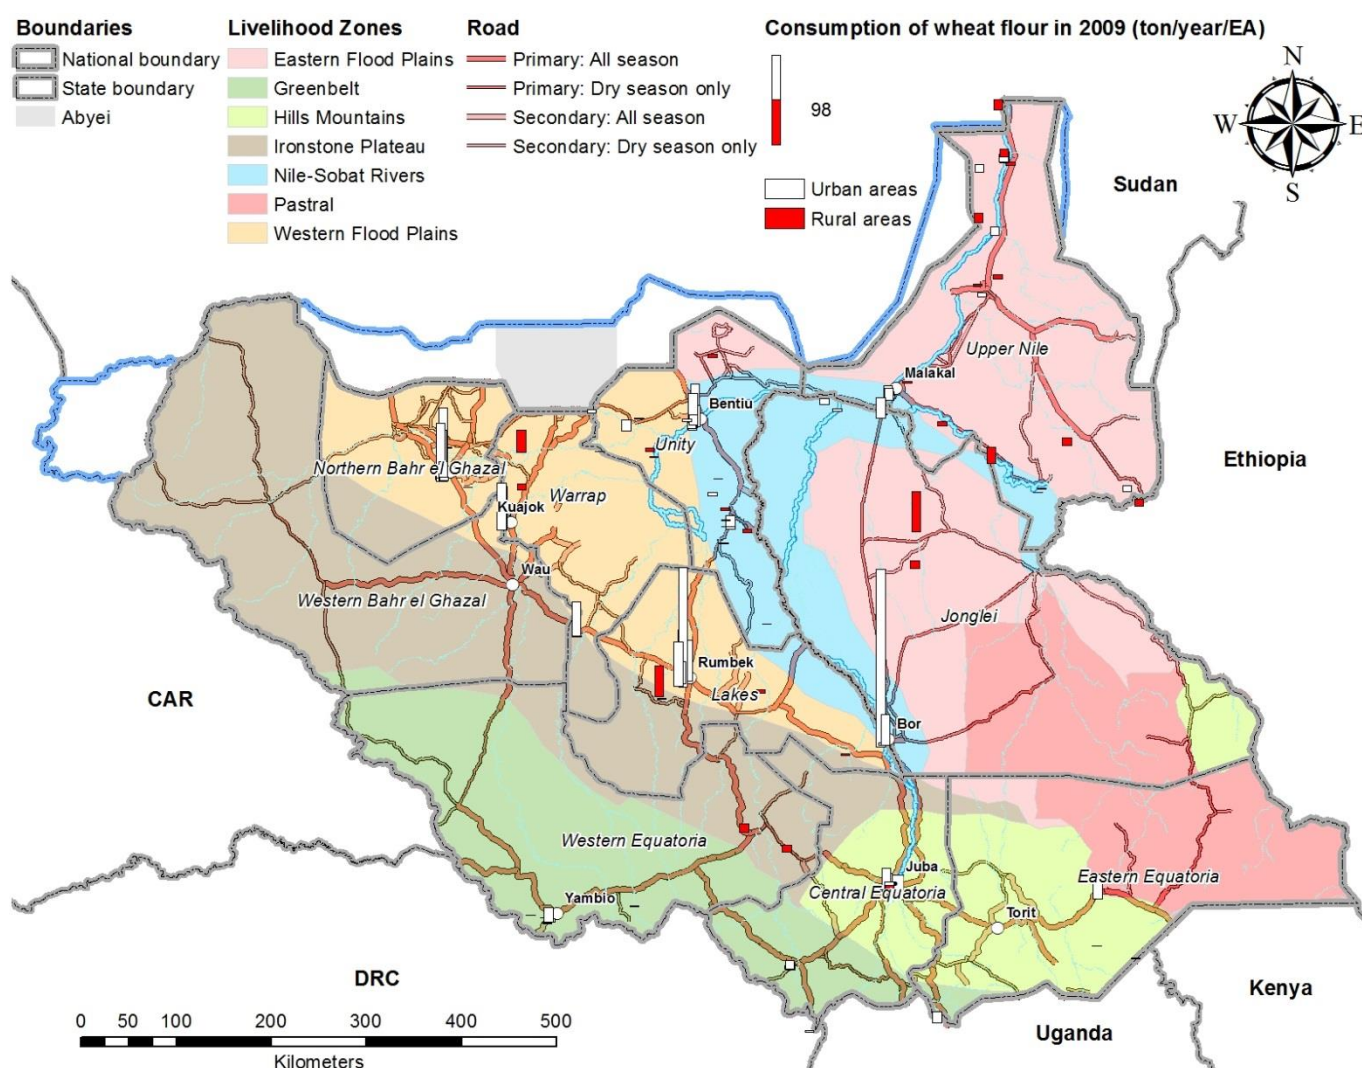 Boundaries
National boundary
State boundary
Abyei
Livelihood Zones
Eastern Flood Plains
Greenbelt
Hills Mountains
Ironstone Plateau
Nile-Sobat Rivers
Pastral
Western Flood Plains
Road
Primary: All season
Primary: Dry season only
Secondary: All season
Secondary: Dry season only
Consumption of wheat flour in 2009 (ton/year/EA)
98
Urban areas
Rural areas
N
W E
S
Sudan
Upper Nile
Malakal
Bentiu
Unity
Ethiopia
Northern Bahr el Ghazal
Warrap
Kuajok
Wau
Western Bahr el Ghazal
Jonglei
Rumbek
Lakes
CAR
Bor
Western Equatoria
Juba
Central Equatoria
Eastern Equatoria
Yambio
Torit
DRC
Kenya
Uganda
0 50 100 200 300 400 500
Kilometers